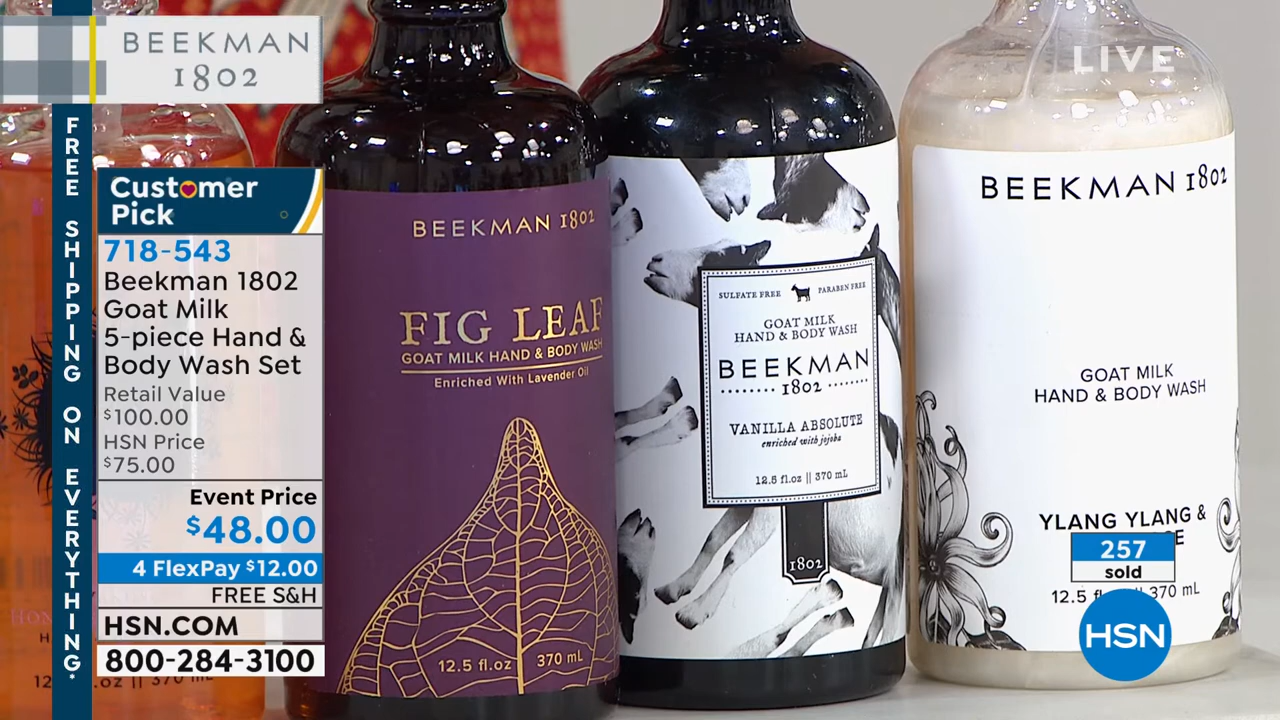 BEEKMAN
1802
LIVE
FREE SHIPPING ON EVERYTHING*
Customer
Pick
718-543
Beekman 1802
Goat Milk
5-piece Hand &
Body Wash Set
Retail Value
$100.00
HSN Price
$75.00
Event Price
$48.00
4 FlexPay $12.00
FREE S&H
HSN.COM
800-284-3100
BEEKMAN 1802
FIG LEAF
GOAT MILK HAND & BODY WASH
Enriched With Lavender Oil
12.5 fl.oz 370 mL
SULFATE FREE PARABEN FREE
GOAT MILK
HAND & BODY WASH
BEEKMAN
1802
VANILLA ABSOLUTE
enriched with jojoba
12.5 fl.oz || 370 mL
1802
BEEKMAN 1802
GOAT MILK
HAND & BODY WASH
YLANG YLANG &
12.5 || 370 mL
257
sold
HSN